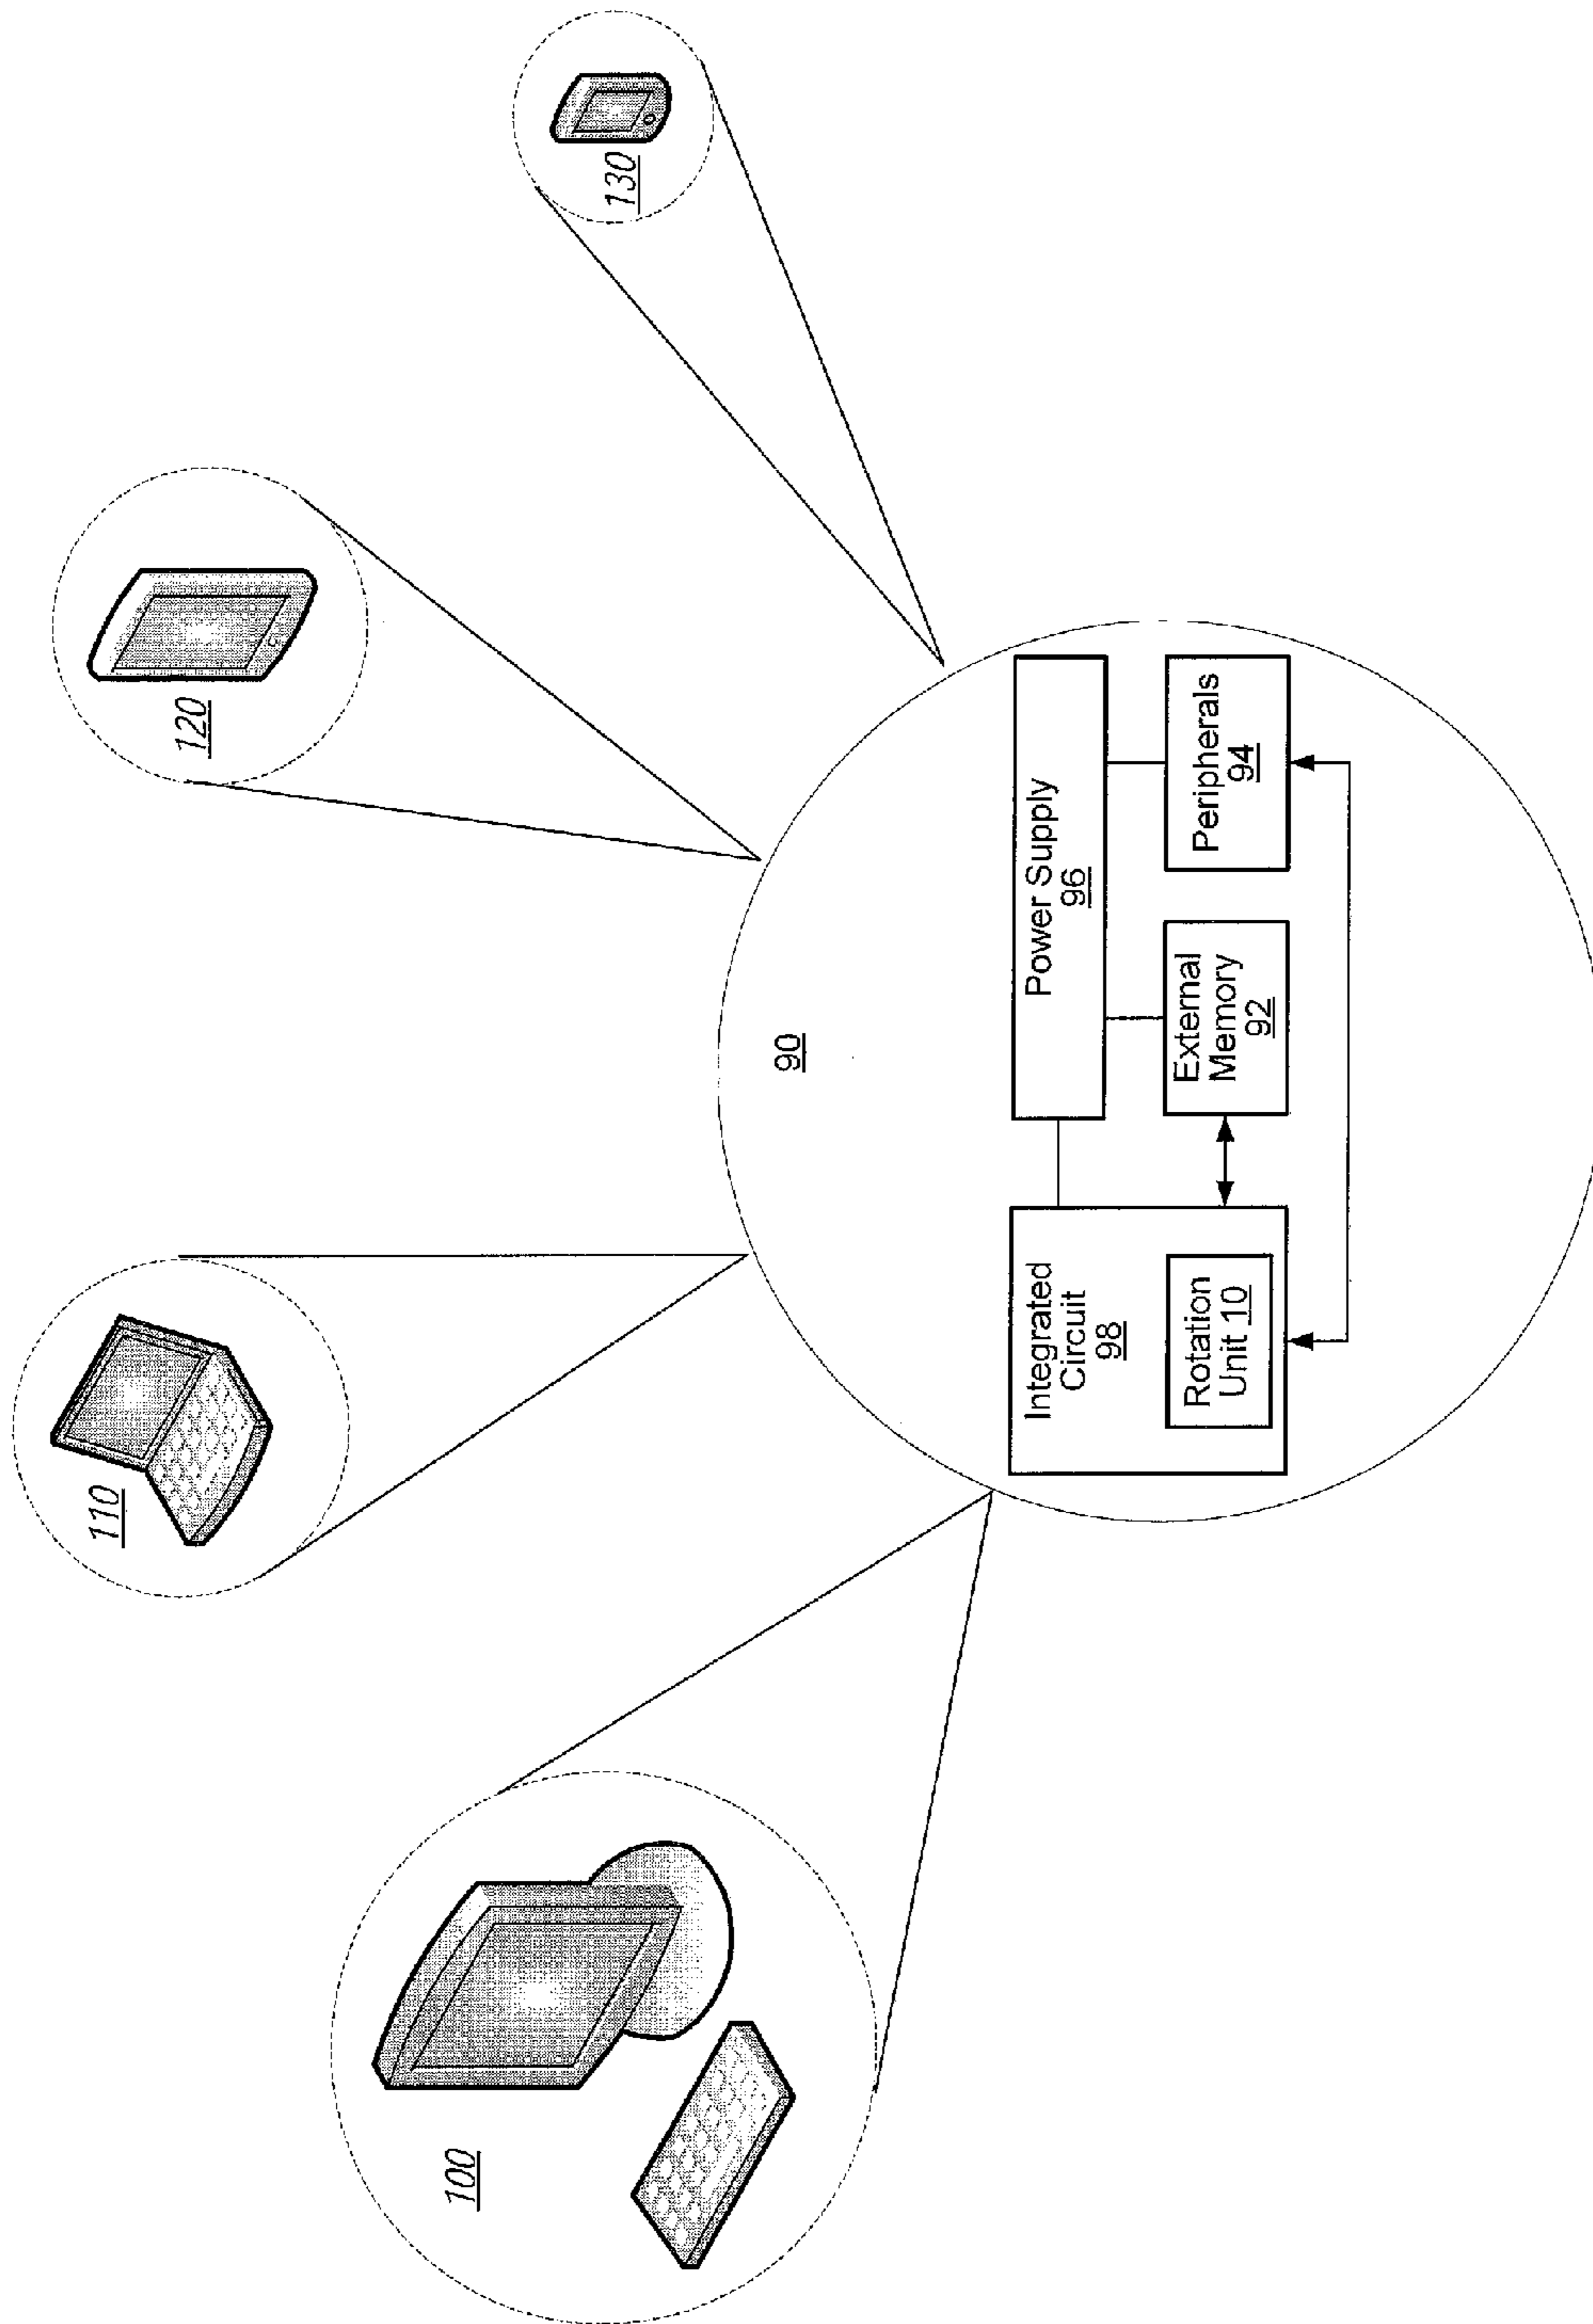 100
110
120
130
90
Power Supply
96
Integrated
Circuit
98
External
Memory
92
Peripherals
94
Rotation
Unit 10